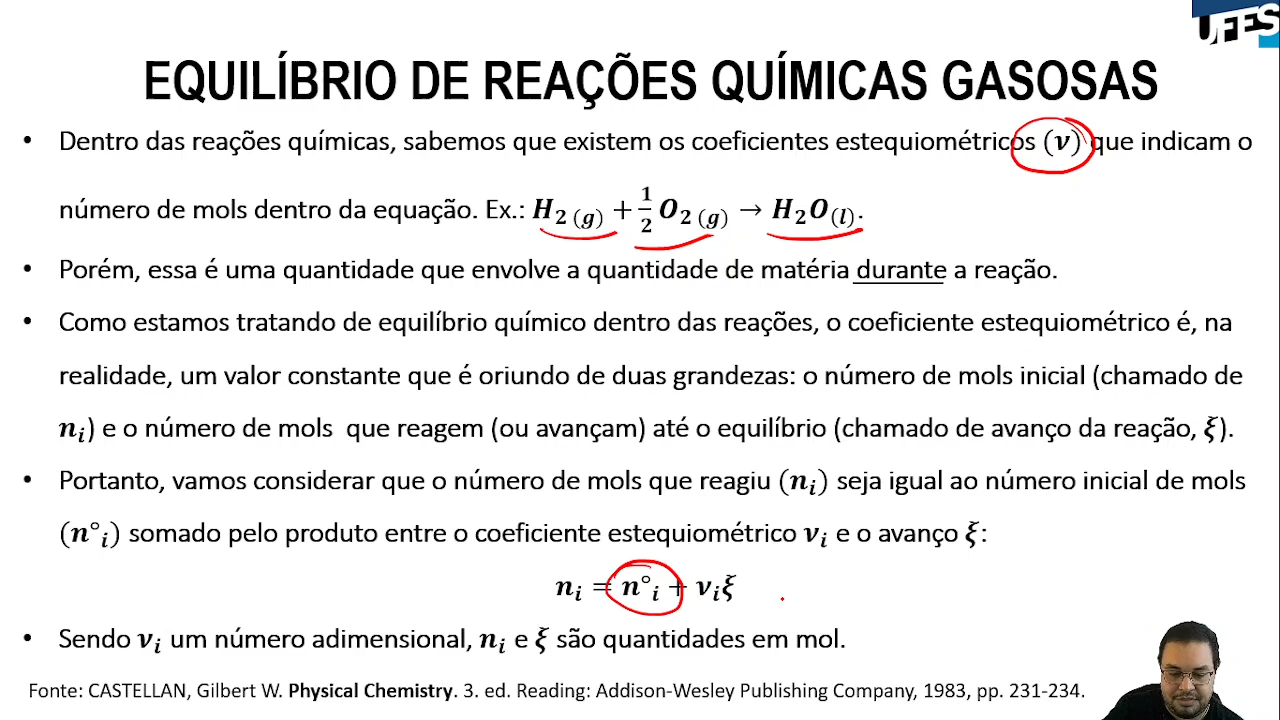 UFES
EQUILÍBRIO DE REAÇÕES QUÍMICAS GASOSAS
• Dentro das reações químicas, sabemos que existem os coeficientes estequiométricos (ν) que indicam o
número de mols dentro da equação. Ex.: H₂ (g) + 1/2 O₂ (g) → H₂O(l).
• Porém, essa é uma quantidade que envolve a quantidade de matéria durante a reação.
• Como estamos tratando de equilíbrio químico dentro das reações, o coeficiente estequiométrico é, na
realidade, um valor constante que é oriundo de duas grandezas: o número de mols inicial (chamado de
nᵢ) e o número de mols que reagem (ou avançam) até o equilíbrio (chamado de avanço da reação, ξ).
• Portanto, vamos considerar que o número de mols que reagiu (nᵢ) seja igual ao número inicial de mols
(n°ᵢ) somado pelo produto entre o coeficiente estequiométrico νᵢ e o avanço ξ:
nᵢ = n°ᵢ + νᵢξ
• Sendo νᵢ um número adimensional, nᵢ e ξ são quantidades em mol.
Fonte: CASTELLAN, Gilbert W. Physical Chemistry. 3. ed. Reading: Addison-Wesley Publishing Company, 1983, pp. 231-234.